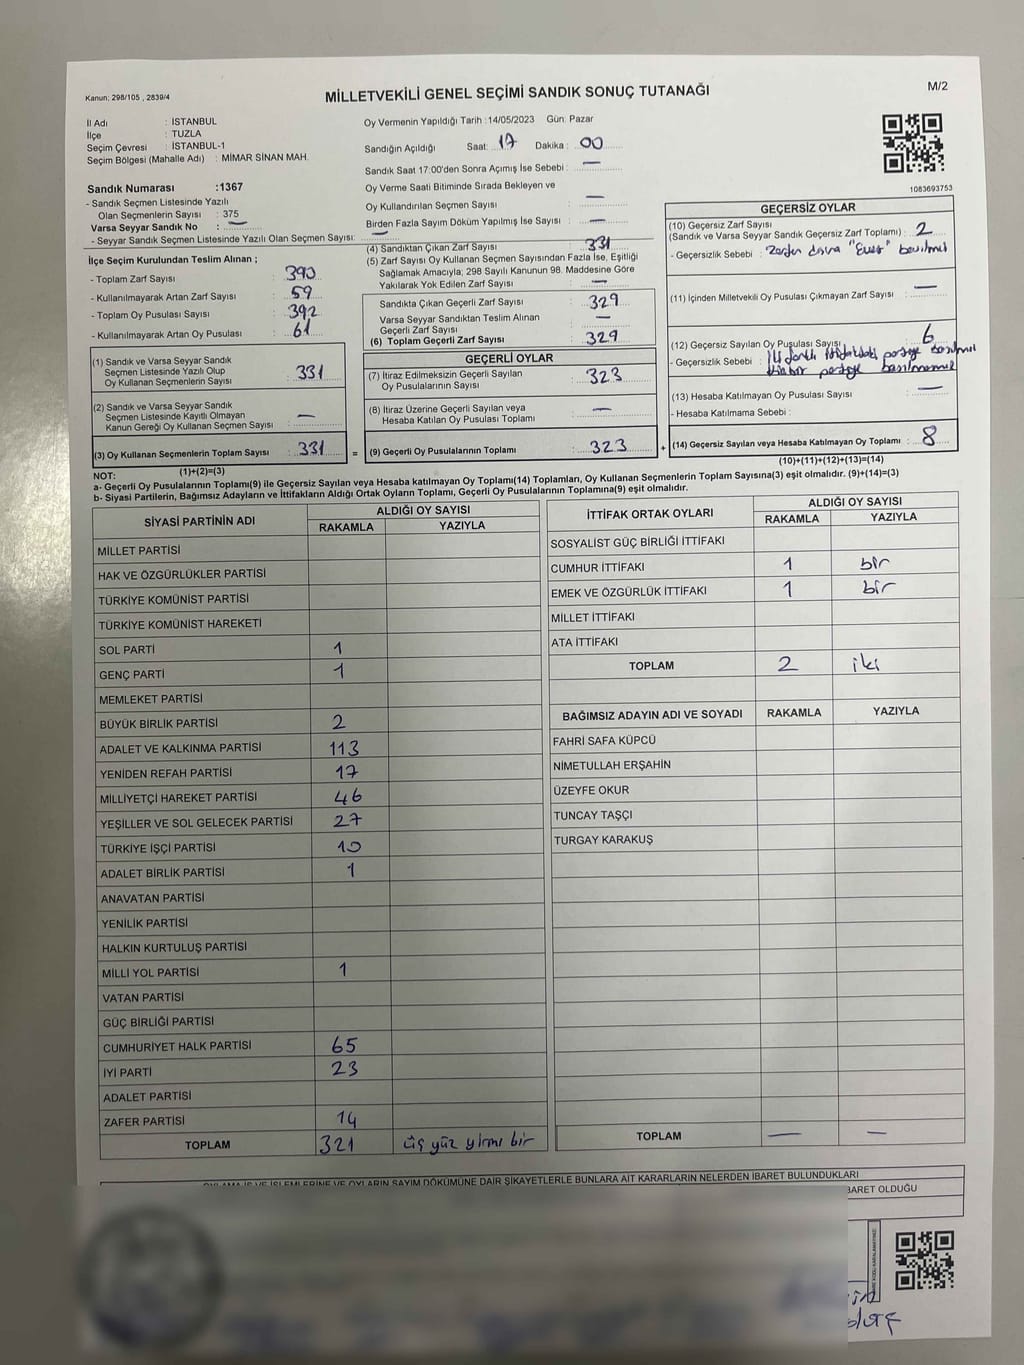 Kanun: 298/105 , 2839/4
MİLLETVEKİLİ GENEL SEÇİMİ SANDIK SONUÇ TUTANAĞI
M/2
İl Adı : İSTANBUL
İlçe : TUZLA
Seçim Çevresi : İSTANBUL-1
Seçim Bölgesi (Mahalle Adı) : MİMAR SİNAN MAH.
Sandık Numarası :1367
- Sandık Seçmen Listesinde Yazılı
Olan Seçmenlerin Sayısı : 375
Varsa Seyyar Sandık No : —
- Seyyar Sandık Seçmen Listesinde Yazılı Olan Seçmen Sayısı: —
Oy Vermenin Yapıldığı Tarih :14/05/2023 Gün: Pazar
Sandığın Açıldığı Saat: 17 Dakika : 00
Sandık Saat 17:00'den Sonra Açımış İse Sebebi : —
Oy Verme Saati Bitiminde Sırada Bekleyen ve
Oy Kullandırılan Seçmen Sayısı : —
Birden Fazla Sayım Döküm Yapılmış İse Sayısı : —
1083693753
İlçe Seçim Kurulundan Teslim Alınan ;
- Toplam Zarf Sayısı : 390
- Kullanılmayarak Artan Zarf Sayısı : 59
- Toplam Oy Pusulası Sayısı : 392
- Kullanılmayarak Artan Oy Pusulası : 61
(4) Sandıktan Çıkan Zarf Sayısı : 331
(5) Zarf Sayısı Oy Kullanan Seçmen Sayısından Fazla İse, Eşitliği
Sağlamak Amacıyla; 298 Sayılı Kanunun 98. Maddesine Göre
Yakılarak Yok Edilen Zarf Sayısı : —
Sandıkta Çıkan Geçerli Zarf Sayısı : 329
Varsa Seyyar Sandıktan Teslim Alınan
Geçerli Zarf Sayısı : —
(6) Toplam Geçerli Zarf Sayısı : 329
GEÇERSİZ OYLAR
(10) Geçersiz Zarf Sayısı
(Sandık ve Varsa Seyyar Sandık Geçersiz Zarf Toplamı) : 2
- Geçersizlik Sebebi : "Evet"
(11) İçinden Milletvekili Oy Pusulası Çıkmayan Zarf Sayısı : —
(12) Geçersiz Sayılan Oy Pusulası Sayısı : 6
- Geçersizlik Sebebi :
(13) Hesaba Katılmayan Oy Pusulası Sayısı : —
- Hesaba Katılmama Sebebi :
(14) Geçersiz Sayılan veya Hesaba Katılmayan Oy Toplamı : 8
(10)+(11)+(12)+(13)=(14)
(1) Sandık ve Varsa Seyyar Sandık
Seçmen Listesinde Yazılı Olup
Oy Kullanan Seçmenlerin Sayısı : 331
(2) Sandık ve Varsa Seyyar Sandık
Seçmen Listesinde Kayıtlı Olmayan
Kanun Gereği Oy Kullanan Seçmen Sayısı : —
(3) Oy Kullanan Seçmenlerin Toplam Sayısı : 331
(1)+(2)=(3)
=
GEÇERLİ OYLAR
(7) İtiraz Edilmeksizin Geçerli Sayılan
Oy Pusulalarının Sayısı : 323
(8) İtiraz Üzerine Geçerli Sayılan veya
Hesaba Katılan Oy Pusulası Toplamı : —
(9) Geçerli Oy Pusulalarının Toplamı : 323
+
NOT:
a- Geçerli Oy Pusulalarının Toplamı(9) ile Geçersiz Sayılan veya Hesaba katılmayan Oy Toplamı(14) Toplamları, Oy Kullanan Seçmenlerin Toplam Sayısına(3) eşit olmalıdır. (9)+(14)=(3)
b- Siyasi Partilerin, Bağımsız Adayların ve İttifakların Aldığı Ortak Oyların Toplamı, Geçerli Oy Pusulalarının Toplamına(9) eşit olmalıdır.
SİYASİ PARTİNİN ADI
ALDIĞI OY SAYISI
RAKAMLA YAZIYLA
MİLLET PARTİSİ
HAK VE ÖZGÜRLÜKLER PARTİSİ
TÜRKİYE KOMÜNİST PARTİSİ
TÜRKİYE KOMÜNİST HAREKETİ
SOL PARTİ 1
GENÇ PARTİ 1
MEMLEKET PARTİSİ
BÜYÜK BİRLİK PARTİSİ 2
ADALET VE KALKINMA PARTİSİ 113
YENİDEN REFAH PARTİSİ 17
MİLLİYETÇİ HAREKET PARTİSİ 46
YEŞİLLER VE SOL GELECEK PARTİSİ 27
TÜRKİYE İŞÇİ PARTİSİ 10
ADALET BİRLİK PARTİSİ 1
ANAVATAN PARTİSİ
YENİLİK PARTİSİ
HALKIN KURTULUŞ PARTİSİ
MİLLİ YOL PARTİSİ 1
VATAN PARTİSİ
GÜÇ BİRLİĞİ PARTİSİ
CUMHURİYET HALK PARTİSİ 65
İYİ PARTİ 23
ADALET PARTİSİ
ZAFER PARTİSİ 14
TOPLAM 321 üç yüz yirmi bir
İTTİFAK ORTAK OYLARI
ALDIĞI OY SAYISI
RAKAMLA YAZIYLA
SOSYALİST GÜÇ BİRLİĞİ İTTİFAKI
CUMHUR İTTİFAKI 1 bir
EMEK VE ÖZGÜRLÜK İTTİFAKI 1 bir
MİLLET İTTİFAKI
ATA İTTİFAKI
TOPLAM 2 iki
BAĞIMSIZ ADAYIN ADI VE SOYADI RAKAMLA YAZIYLA
FAHRİ SAFA KÜPCÜ
NİMETULLAH ERŞAHİN
ÜZEYFE OKUR
TUNCAY TAŞÇI
TURGAY KARAKUŞ
TOPLAM — —
OYLAMA İŞ VE İŞLEMLERİNE VE OYLARIN SAYIM DÖKÜMÜNE DAİR ŞİKAYETLERLE BUNLARA AİT KARARLARIN NELERDEN İBARET BULUNDUKLARI
BARET OLDUĞU